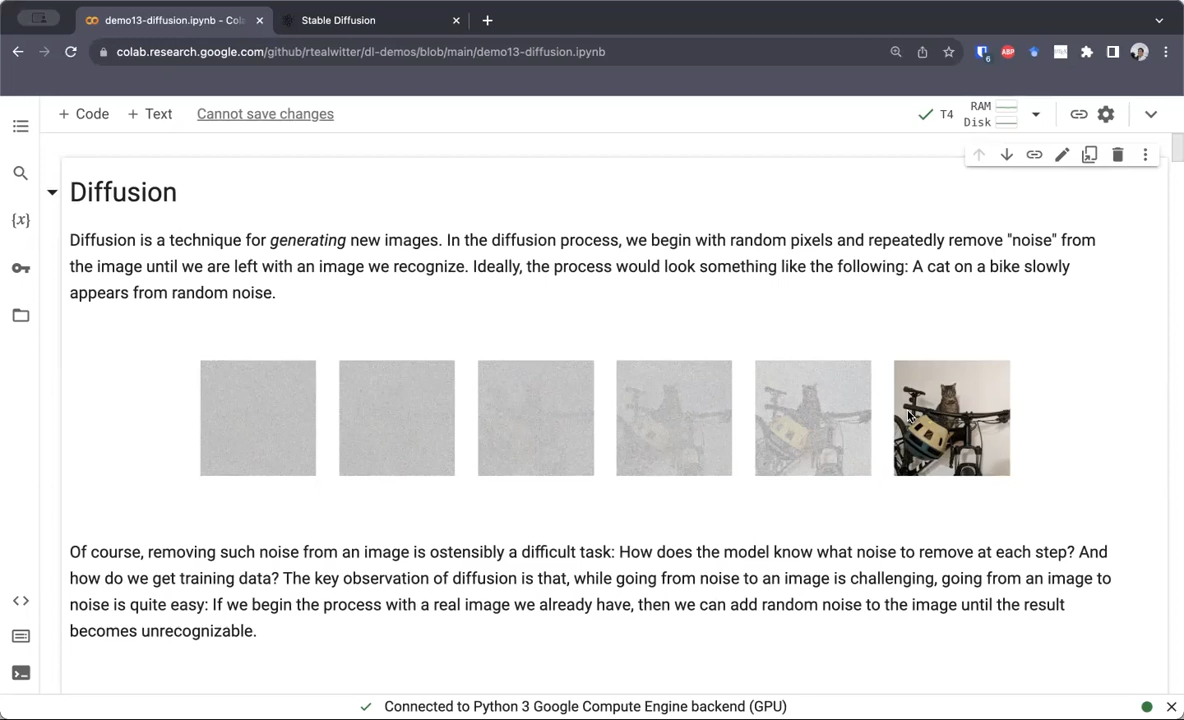 demo13-diffusion.ipynb - Col
Stable Diffusion
colab.research.google.com/github/rtealwitter/dl-demos/blob/main/demo13-diffusion.ipynb
6
ABP
+ Code + Text Cannot save changes
T4
RAM
Disk
{x}
Diffusion
Diffusion is a technique for generating new images. In the diffusion process, we begin with random pixels and repeatedly remove "noise" from
the image until we are left with an image we recognize. Ideally, the process would look something like the following: A cat on a bike slowly
appears from random noise.
Of course, removing such noise from an image is ostensibly a difficult task: How does the model know what noise to remove at each step? And
how do we get training data? The key observation of diffusion is that, while going from noise to an image is challenging, going from an image to
noise is quite easy: If we begin the process with a real image we already have, then we can add random noise to the image until the result
becomes unrecognizable.
Connected to Python 3 Google Compute Engine backend (GPU)